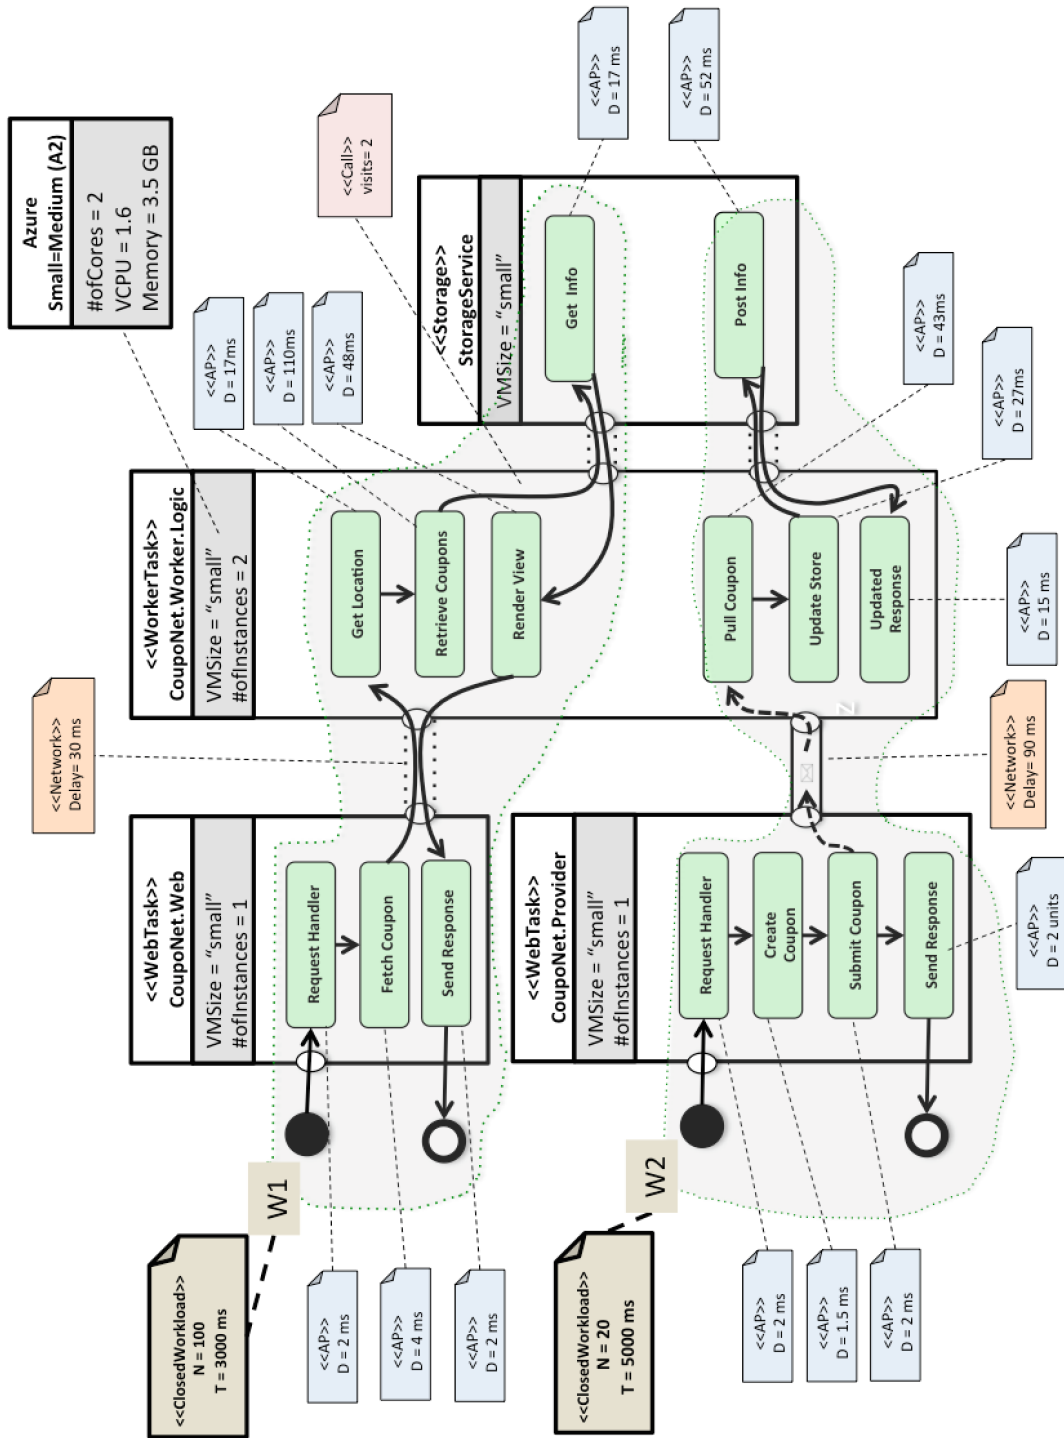 <<ClosedWorkload>>
N = 100
T = 3000 ms
W1
<<AP>>
D = 2 ms
<<AP>>
D = 4 ms
<<AP>>
D = 2 ms
<<WebTask>>
CoupoNet.Web
VMSize = “small”
#ofInstances = 1
Request Handler
Fetch Coupon
Send Response
<<Network>>
Delay= 30 ms
<<WorkerTask>>
CoupoNet.Worker.Logic
VMSize = “small”
#ofInstances = 2
Get Location
Retrieve Coupons
Render View
Azure
Small=Medium (A2)
#ofCores = 2
VCPU = 1.6
Memory = 3.5 GB
<<AP>>
D = 17ms
<<AP>>
D = 110ms
<<AP>>
D = 48ms
<<Call>>
visits= 2
<<Storage>>
StorageService
VMSize = “small”
Get Info
Post Info
<<AP>>
D = 17 ms
<<AP>>
D = 52 ms
<<ClosedWorkload>>
N = 20
T = 5000 ms
W2
<<AP>>
D = 2 ms
<<AP>>
D = 1.5 ms
<<AP>>
D = 2 ms
<<WebTask>>
CoupoNet.Provider
VMSize = “small”
#ofInstances = 1
Request Handler
Create
Coupon
Submit Coupon
Send Response
<<AP>>
D = 2 units
<<Network>>
Delay= 90 ms
Z
Pull Coupon
Update Store
Updated
Response
<<AP>>
D = 15 ms
<<AP>>
D = 43ms
<<AP>>
D = 27ms